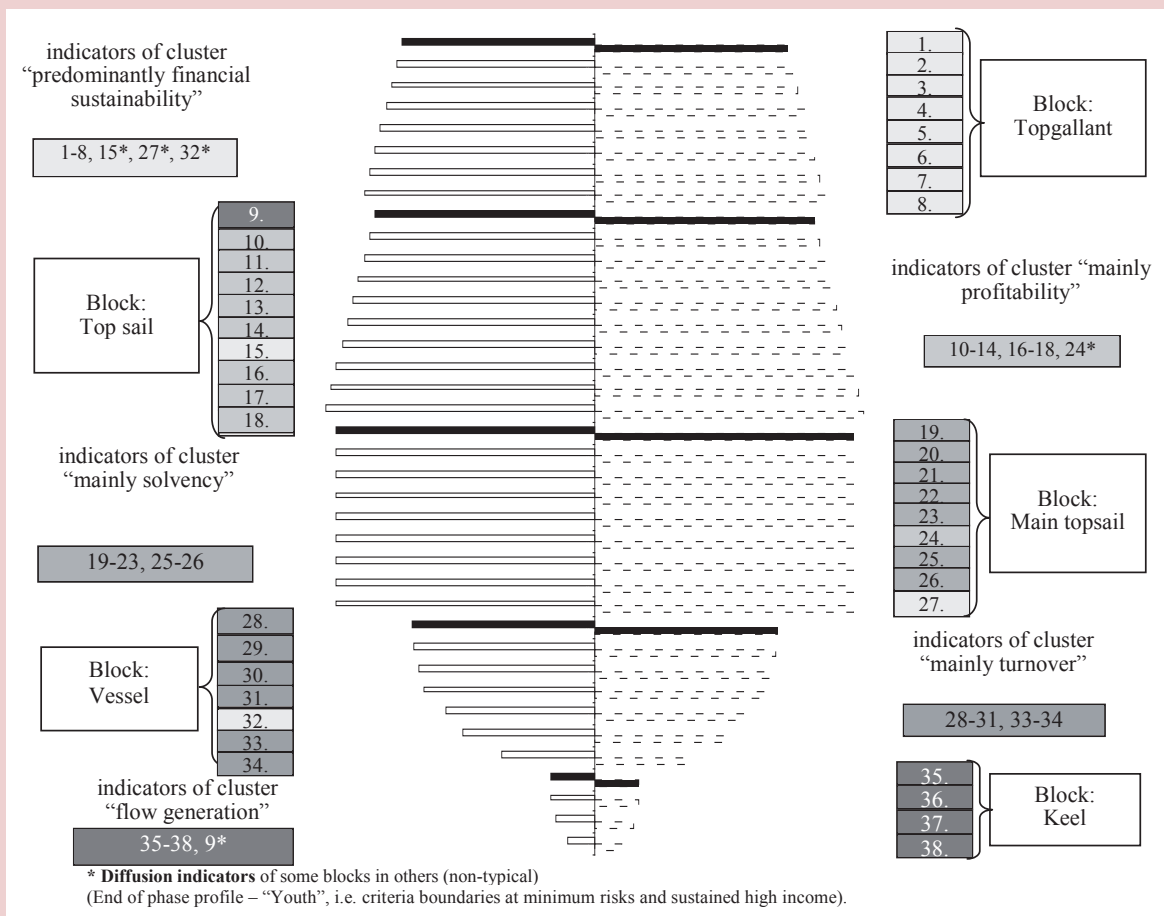 indicators of cluster
“predominantly financial
sustainability”
1-8, 15*, 27*, 32*
1.
2.
3.
4.
5.
6.
7.
8.
Block:
Topgallant
9.
10.
11.
12.
13.
14.
15.
16.
17.
18.
Block:
Top sail
indicators of cluster “mainly
profitability”
10-14, 16-18, 24*
indicators of cluster
“mainly solvency”
19-23, 25-26
19.
20.
21.
22.
23.
24.
25.
26.
27.
Block:
Main topsail
28.
29.
30.
31.
32.
33.
34.
Block:
Vessel
indicators of cluster
“mainly turnover”
28-31, 33-34
indicators of cluster
“flow generation”
35-38, 9*
35.
36.
37.
38.
Block:
Keel
* Diffusion indicators of some blocks in others (non-typical)
(End of phase profile – “Youth”, i.e. criteria boundaries at minimum risks and sustained high income).